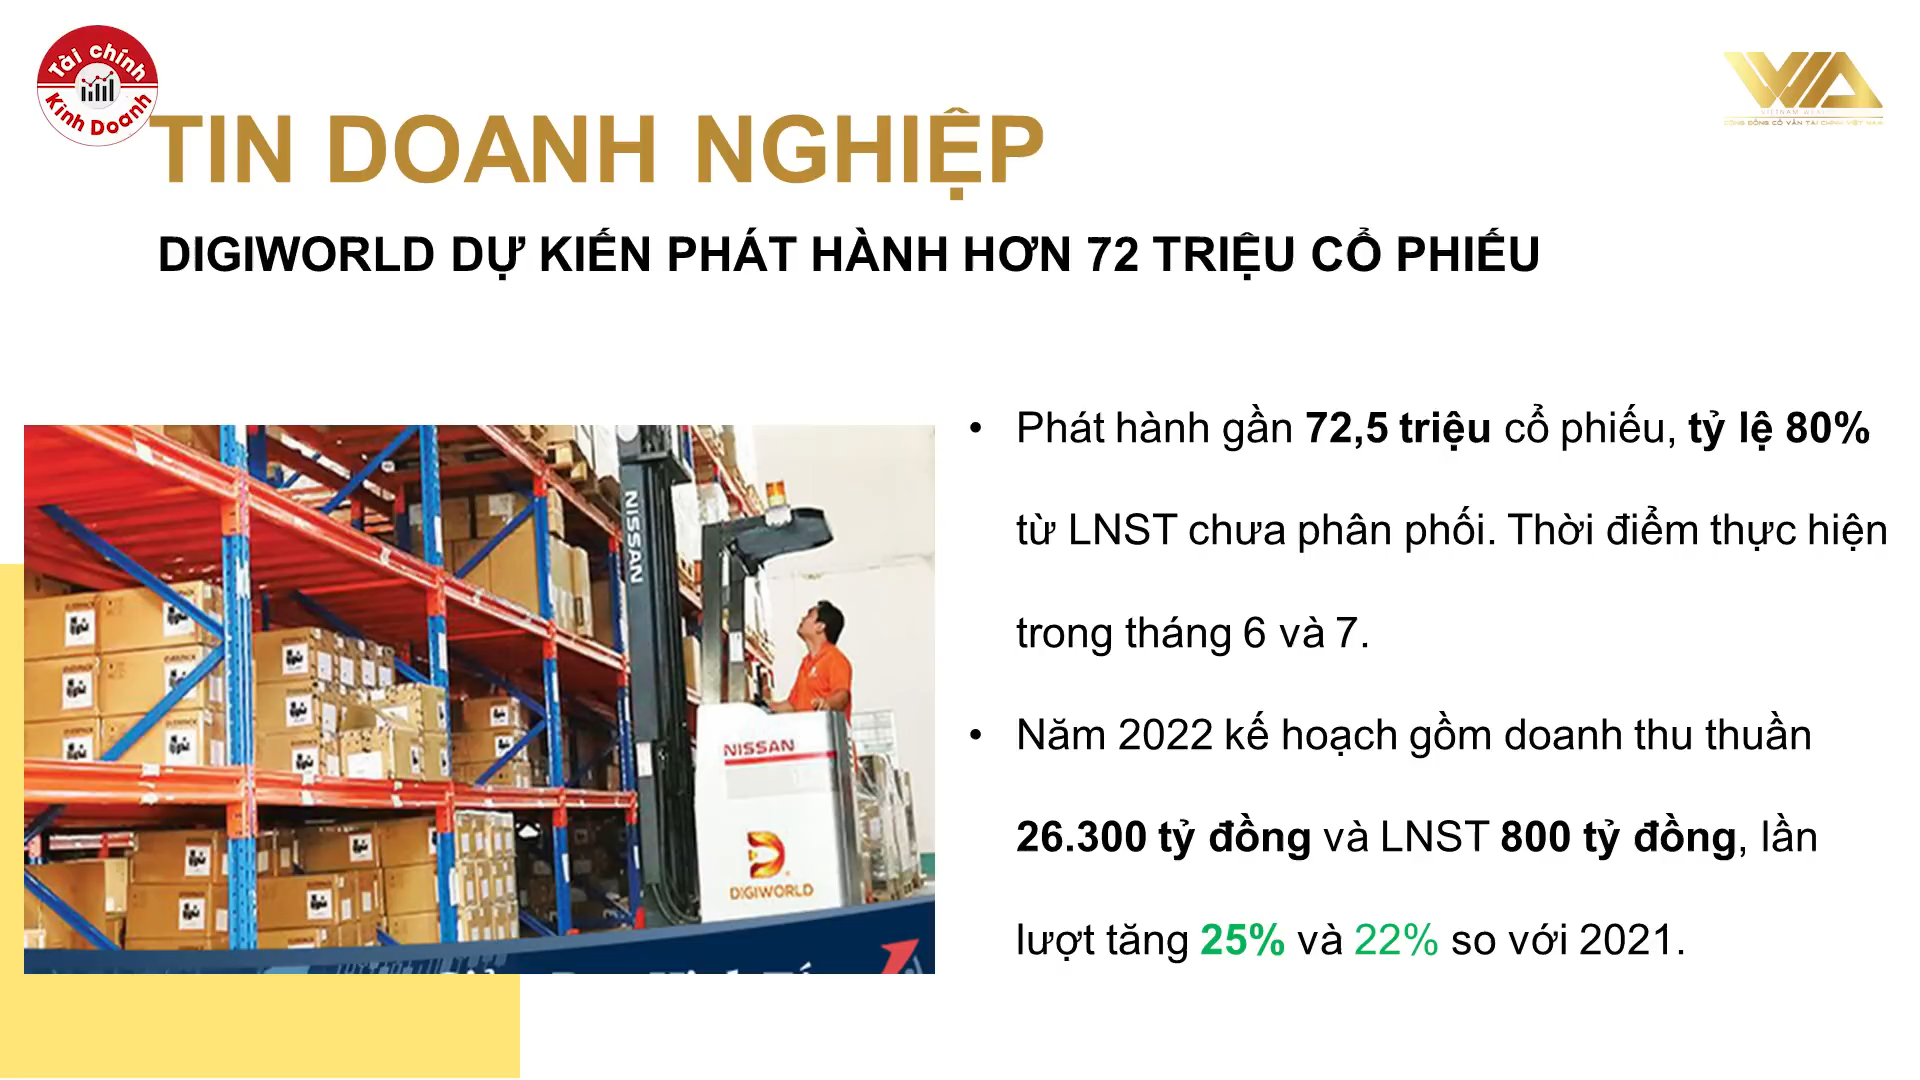 Tài chính
Kinh Doanh
TIN DOANH NGHIỆP
DIGIWORLD DỰ KIẾN PHÁT HÀNH HƠN 72 TRIỆU CỔ PHIẾU
NISSAN
NISSAN
DIGIWORLD
• Phát hành gần 72,5 triệu cổ phiếu, tỷ lệ 80%
từ LNST chưa phân phối. Thời điểm thực hiện
trong tháng 6 và 7.
• Năm 2022 kế hoạch gồm doanh thu thuần
26.300 tỷ đồng và LNST 800 tỷ đồng, lần
lượt tăng 25% và 22% so với 2021.